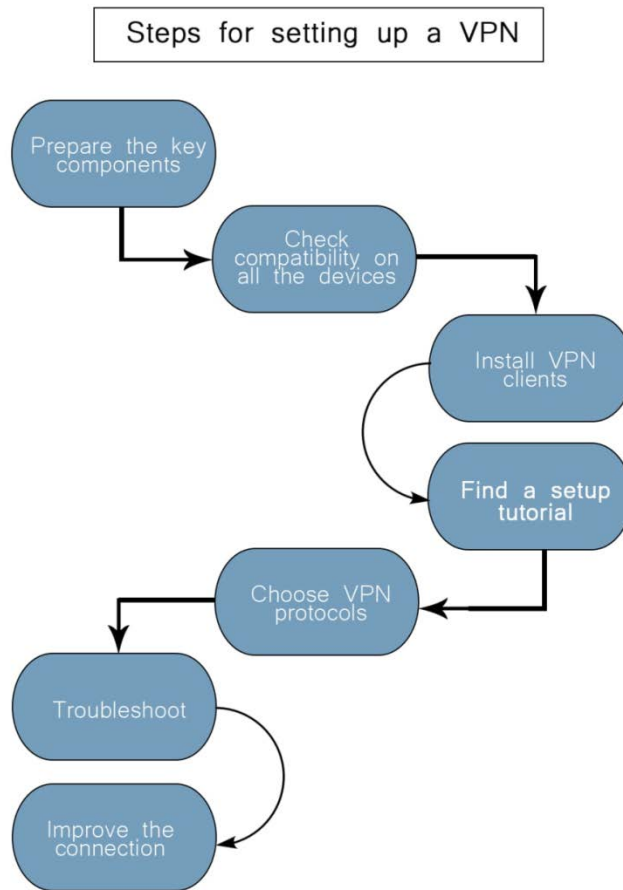 Steps for setting up a VPN
Prepare the key
components
Check
compatibility on
all the devices
Install VPN
clients
Find a setup
tutorial
Choose VPN
protocols
Troubleshoot
Improve the
connection